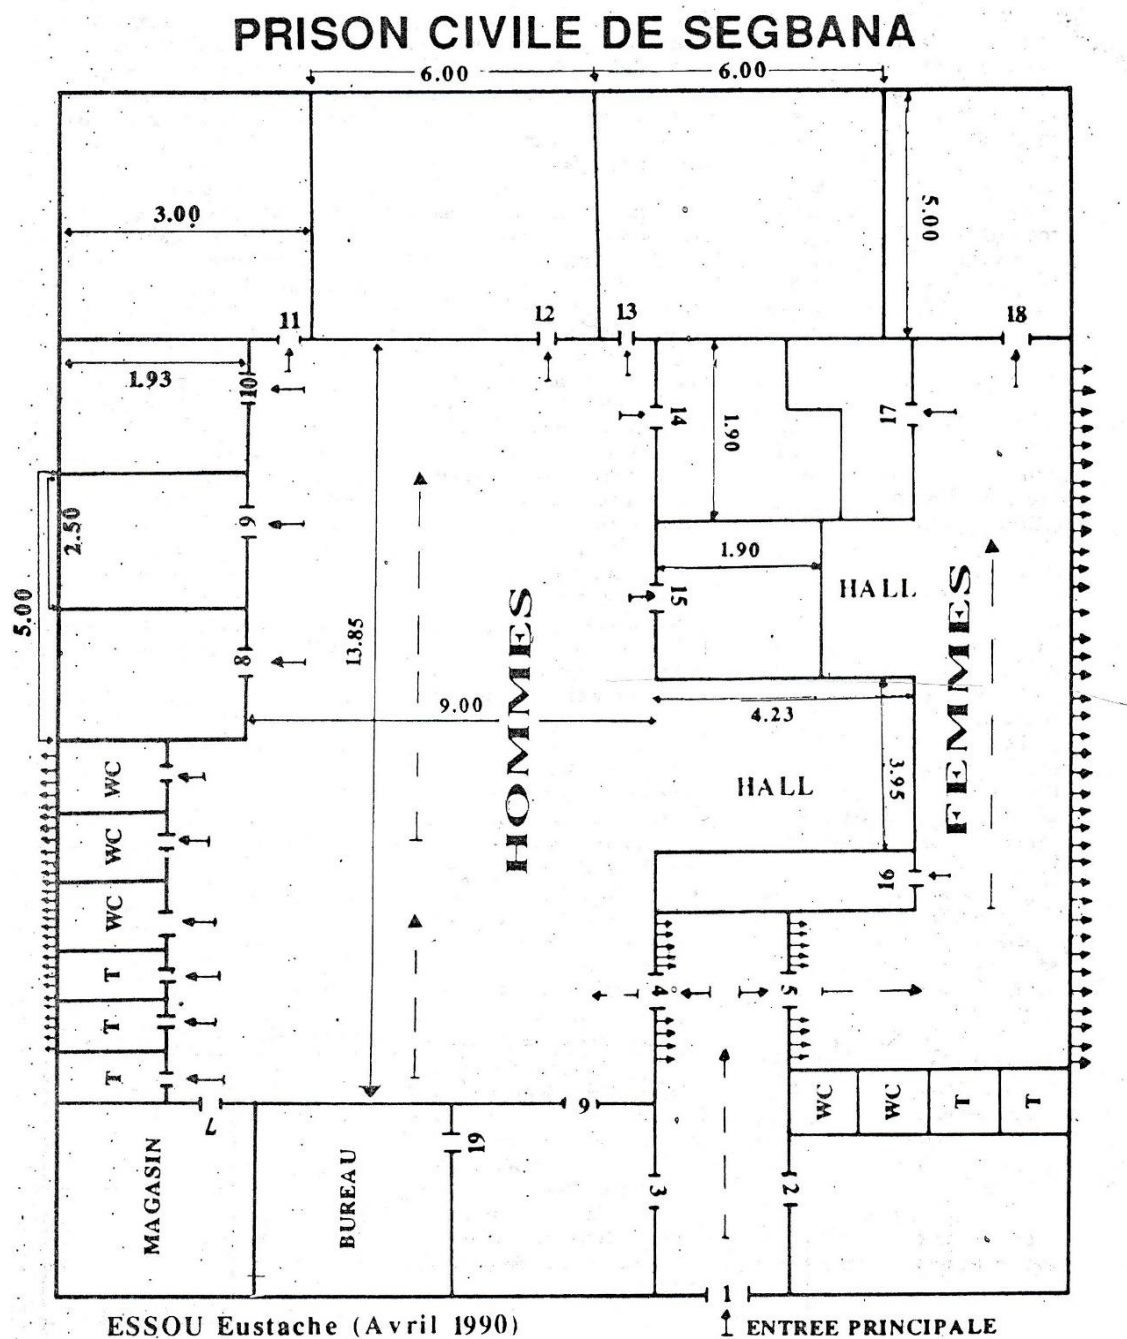 PRISON CIVILE DE SEGBANA
6.00
6.00
3.00
5.00
11
12
13
18
1.93
10
14
1.90
17
2.50
5.00
9
1.90
HALL
15
13.85
HOMMES
FEMMES
8
9.00
4.23
3.95
HALL
WC
WC
WC
16
T
T
T
4
5
7
6
WC
WC
T
T
19
MAGASIN
BUREAU
3
2
1
ESSOU Eustache (Avril 1990)
ENTREE PRINCIPALE